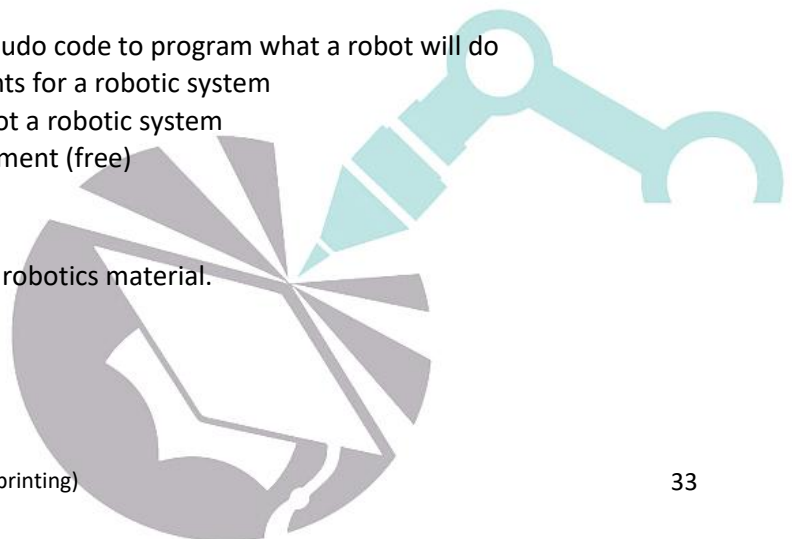 udo code to program what a robot will do
nts for a robotic system
ot a robotic system
ment (free)
robotics material.
printing) 33